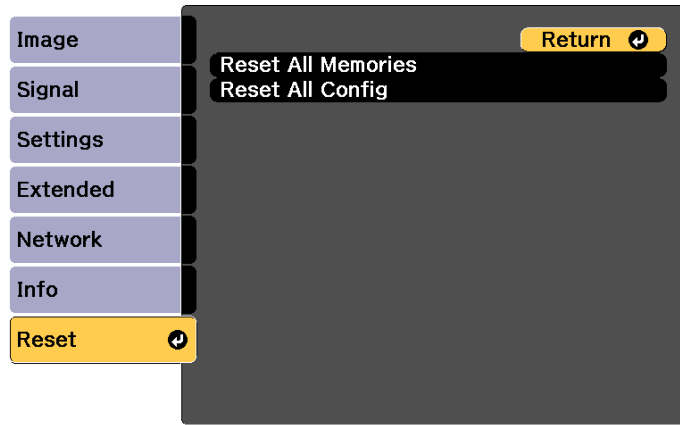 Image
Signal
Settings
Extended
Network
Info
Reset
Return
Reset All Memories
Reset All Config